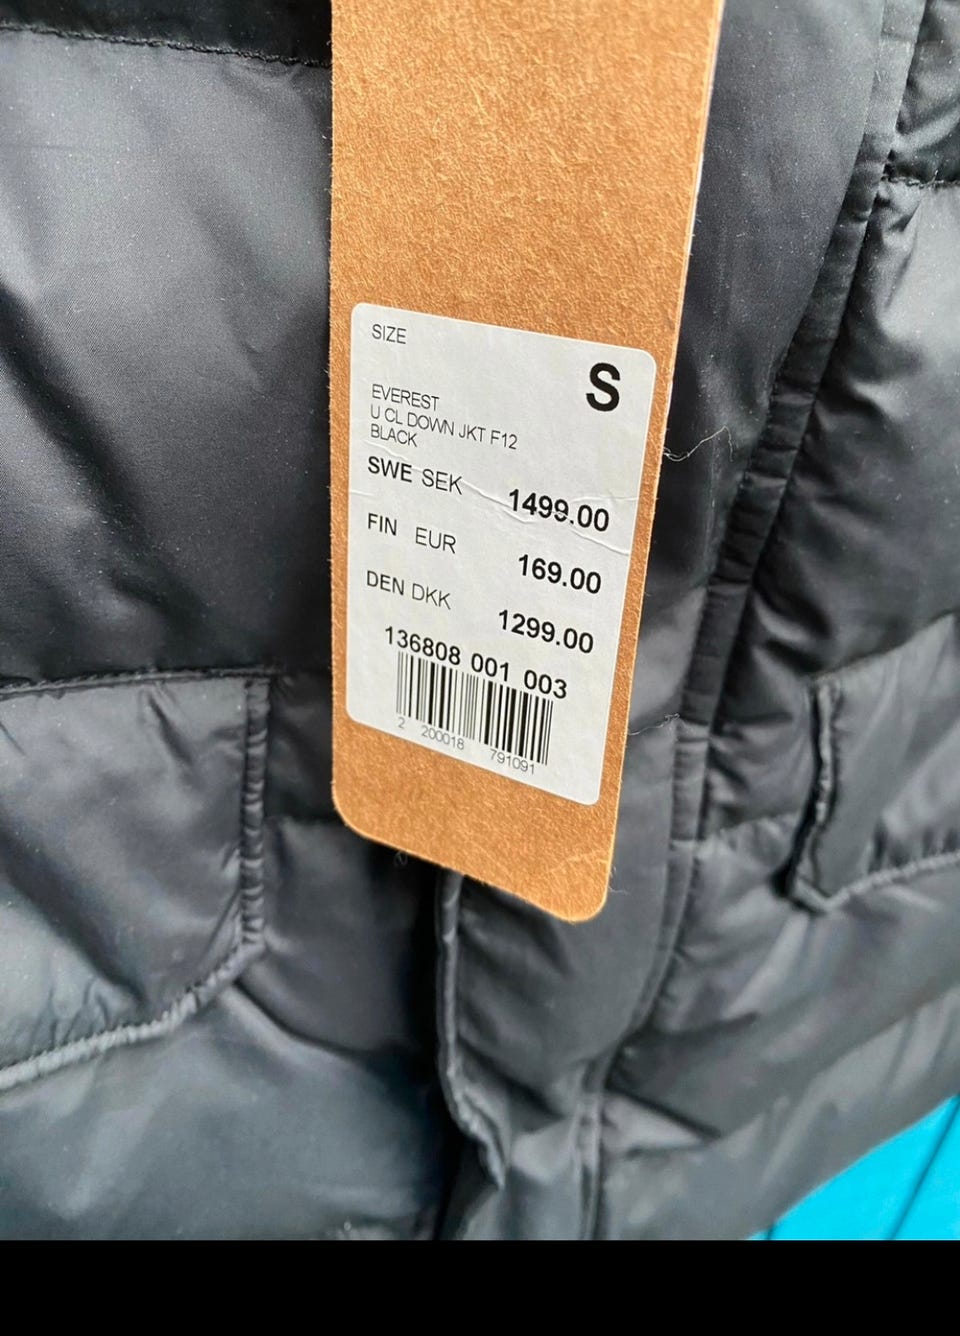 SIZE
S
EVEREST
U CL DOWN JKT F12
BLACK
SWE SEK 1499.00
FIN EUR 169.00
DEN DKK 1299.00
136808 001 003
2 200018 791091